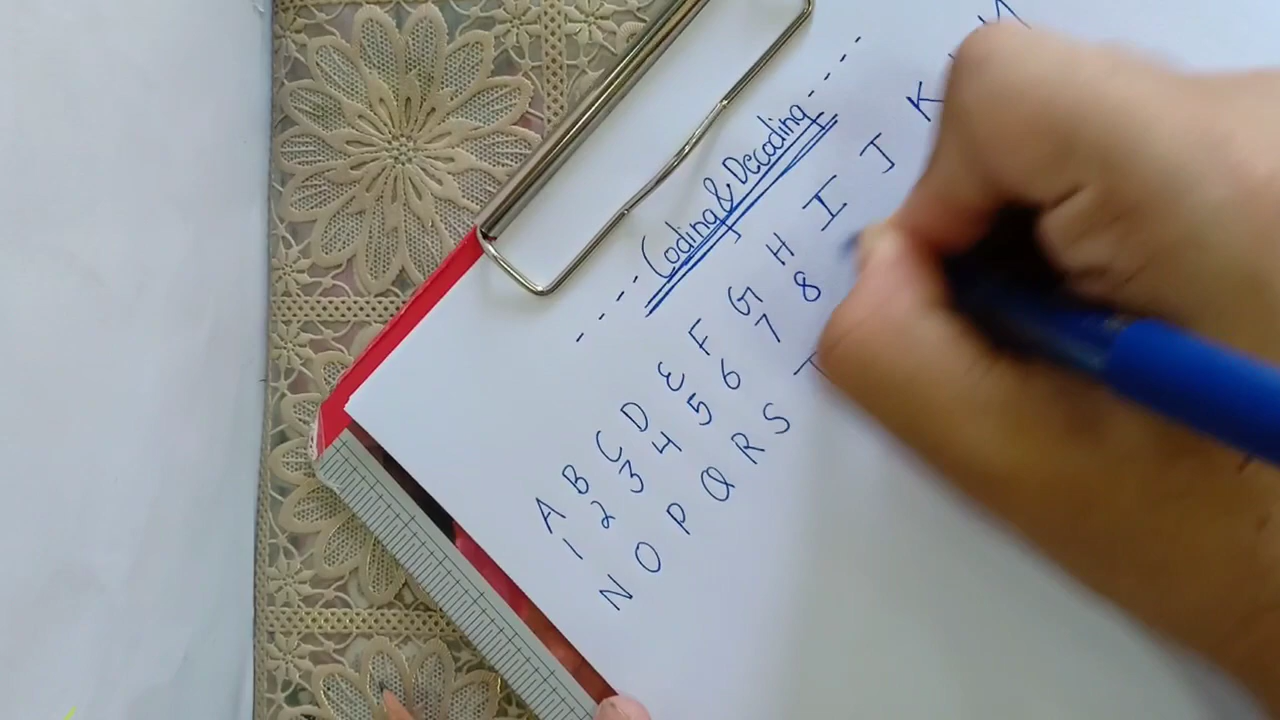 ---- Coding & Decoding ----
A B C D E F G H I J K
1 2 3 4 5 6 7 8
N O P Q R S T